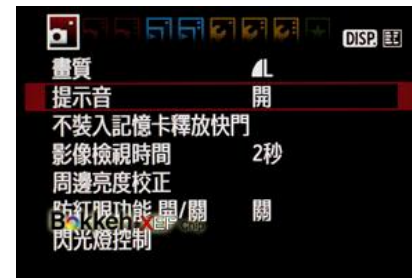 DISP.
畫質 L
提示音 開
不裝入記憶卡釋放快門
影像檢視時間 2秒
周邊亮度校正
防紅眼功能 開/關 關
閃光燈控制